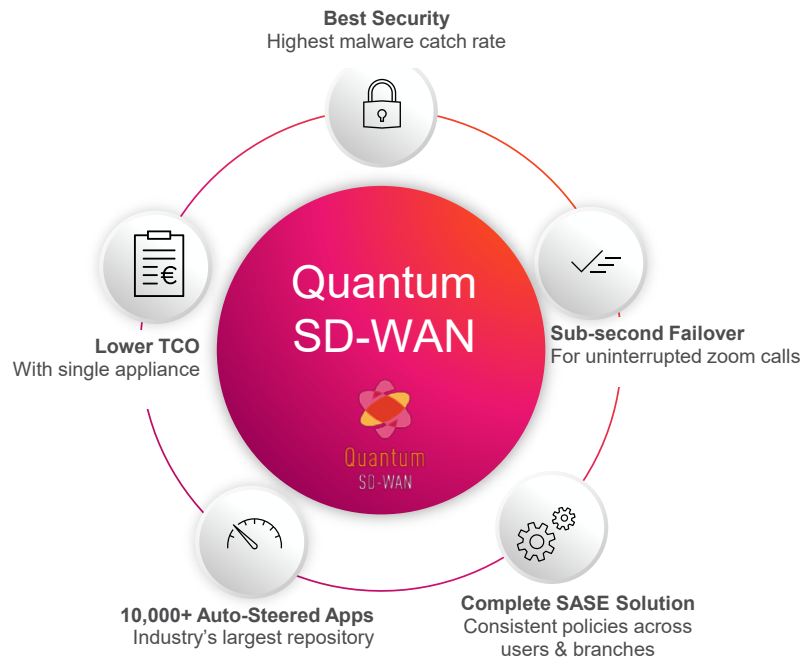 Best Security
Highest malware catch rate
€
Quantum
SD-WAN
Quantum
SD-WAN
Lower TCO
With single appliance
Sub-second Failover
For uninterrupted zoom calls
10,000+ Auto-Steered Apps
Industry's largest repository
Complete SASE Solution
Consistent policies across
users & branches